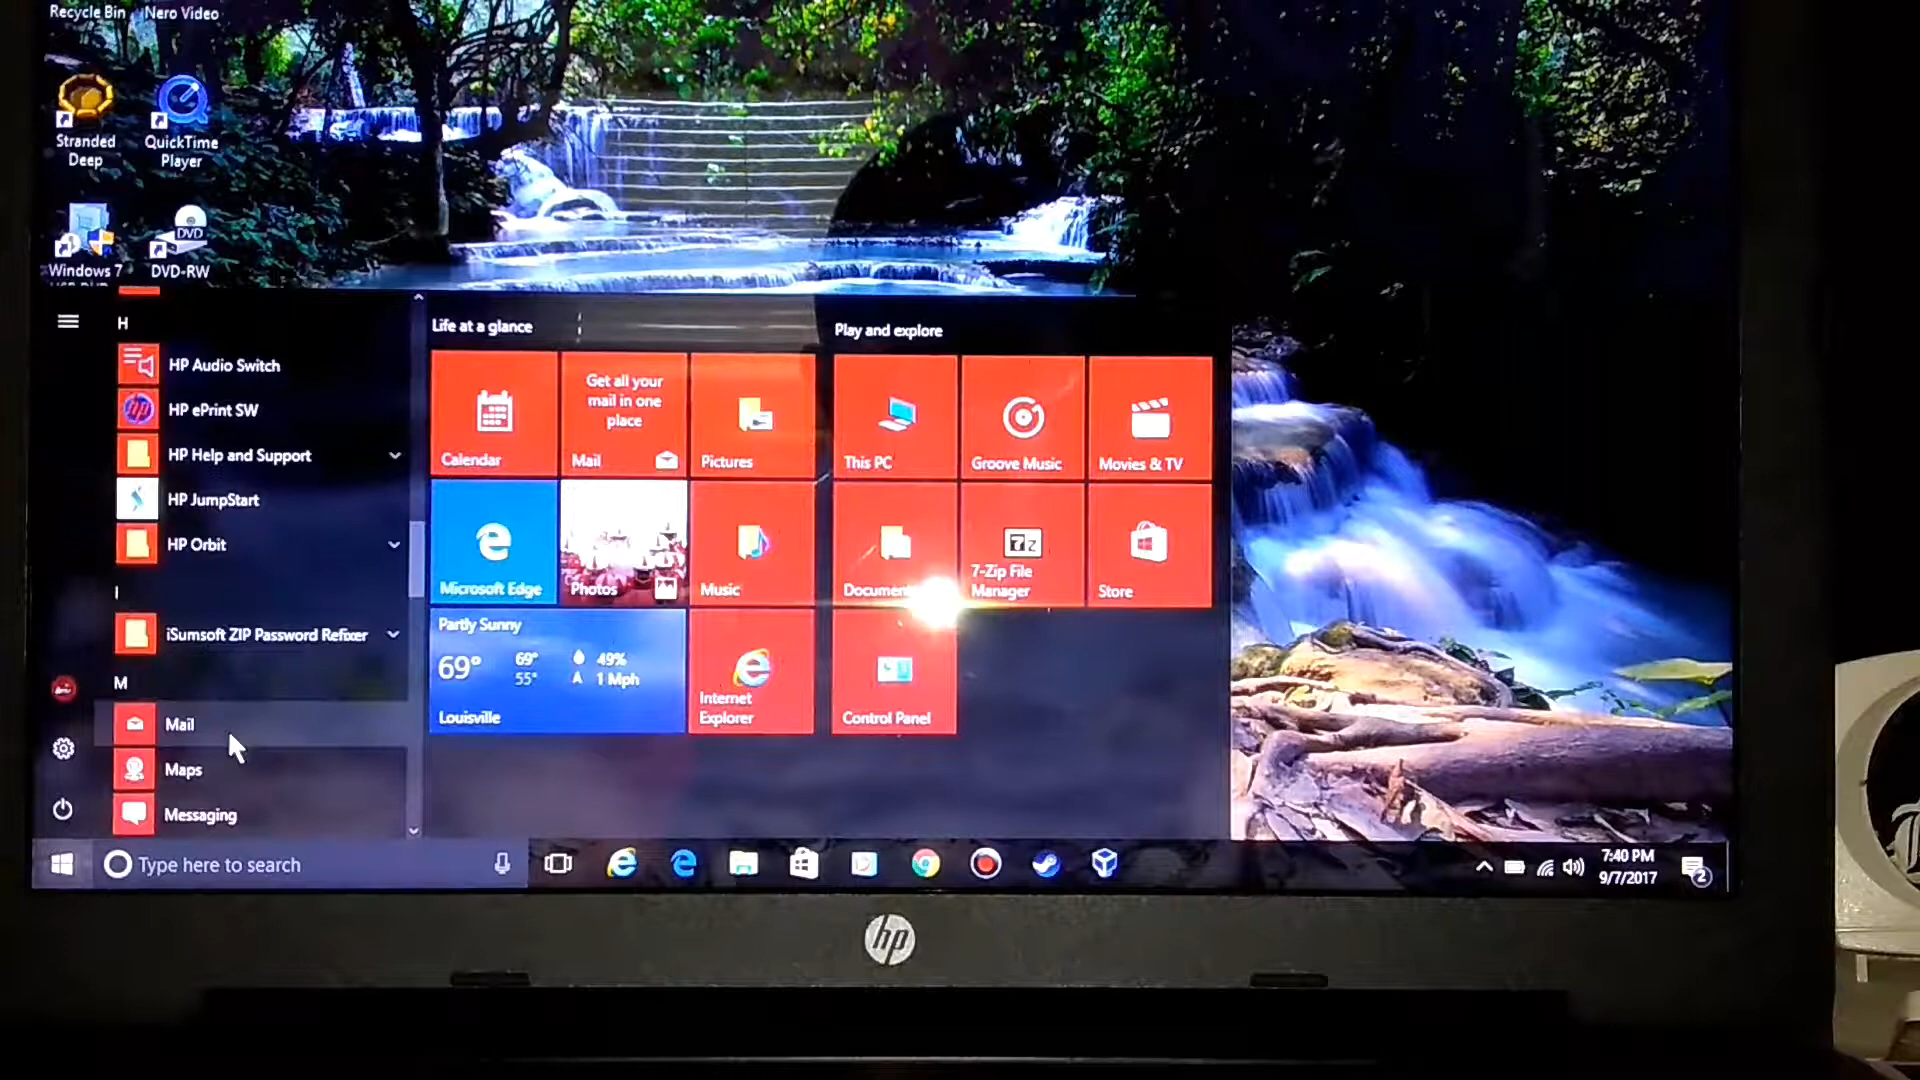 Recycle Bin
Nero Video
Stranded
Deep
QuickTime
Player
Windows 7
DVD
DVD-RW
H
HP Audio Switch
HP ePrint SW
HP Help and Support
HP JumpStart
HP Orbit
I
iSumsoft ZIP Password Refixer
M
Mail
Maps
Messaging
Life at a glance
Calendar
Get all your
mail in one
place
Mail
Pictures
Microsoft Edge
Photos
Music
Partly Sunny
69°
69°
55°
49%
1 Mph
Louisville
Internet
Explorer
Play and explore
This PC
Groove Music
Movies & TV
Document
7z
7-Zip File
Manager
Store
Control Panel
Type here to search
7:40 PM
9/7/2017
2
hp